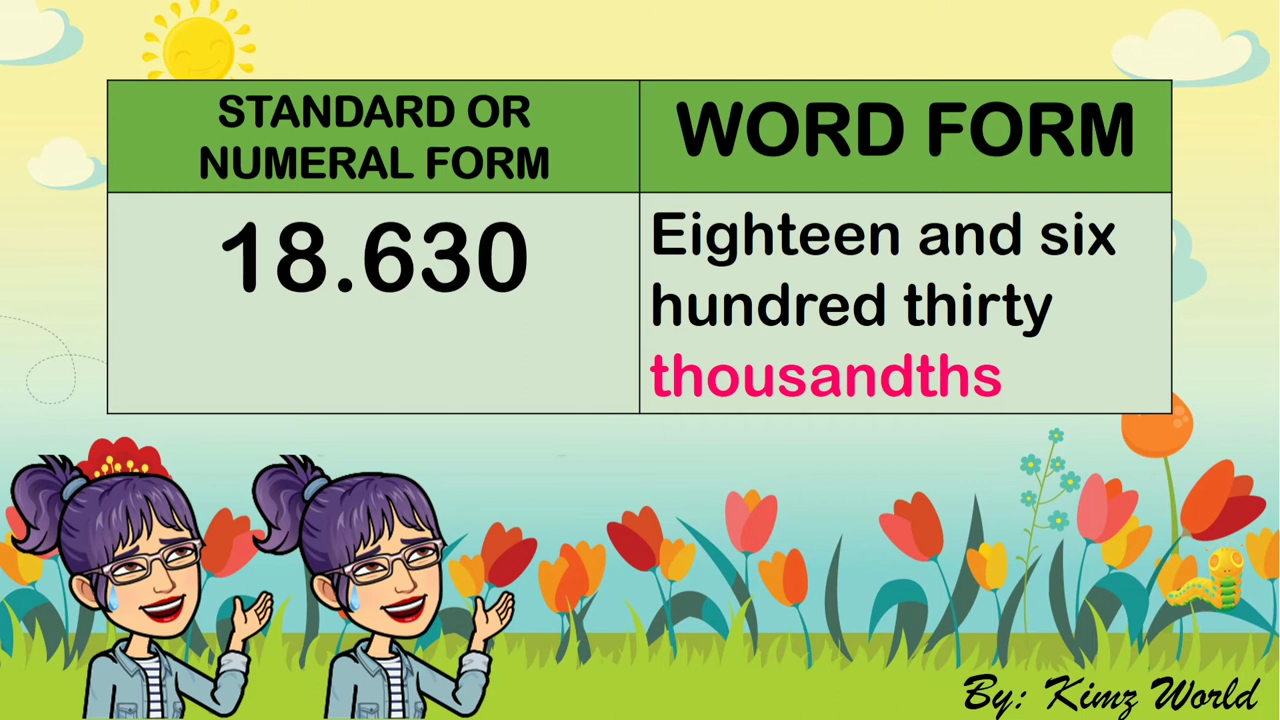 STANDARD OR
NUMERAL FORM
WORD FORM
18.630
Eighteen and six
hundred thirty
thousandths
By: Kimz World